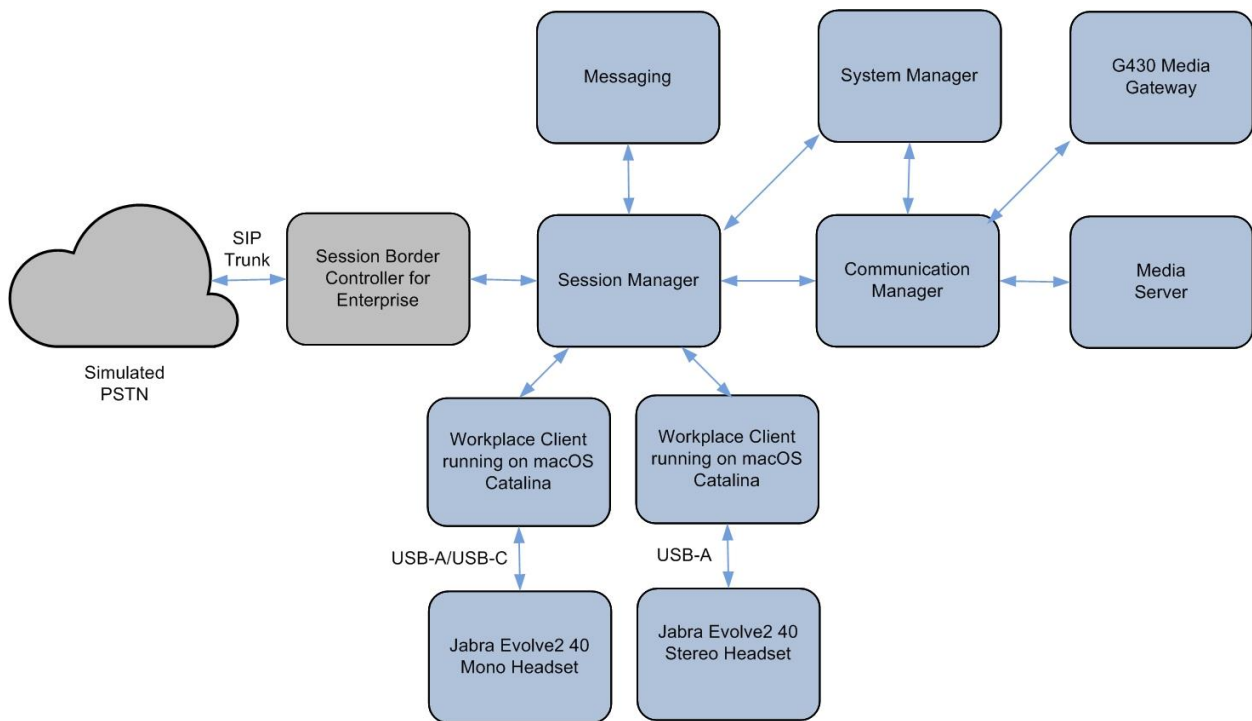 Messaging
System Manager
G430 Media
Gateway
SIP
Trunk
Session Border
Controller for
Enterprise
Session Manager
Communication
Manager
Media
Server
Simulated
PSTN
Workplace Client
running on macOS
Catalina
Workplace Client
running on macOS
Catalina
USB-A/USB-C
USB-A
Jabra Evolve2 40
Mono Headset
Jabra Evolve2 40
Stereo Headset